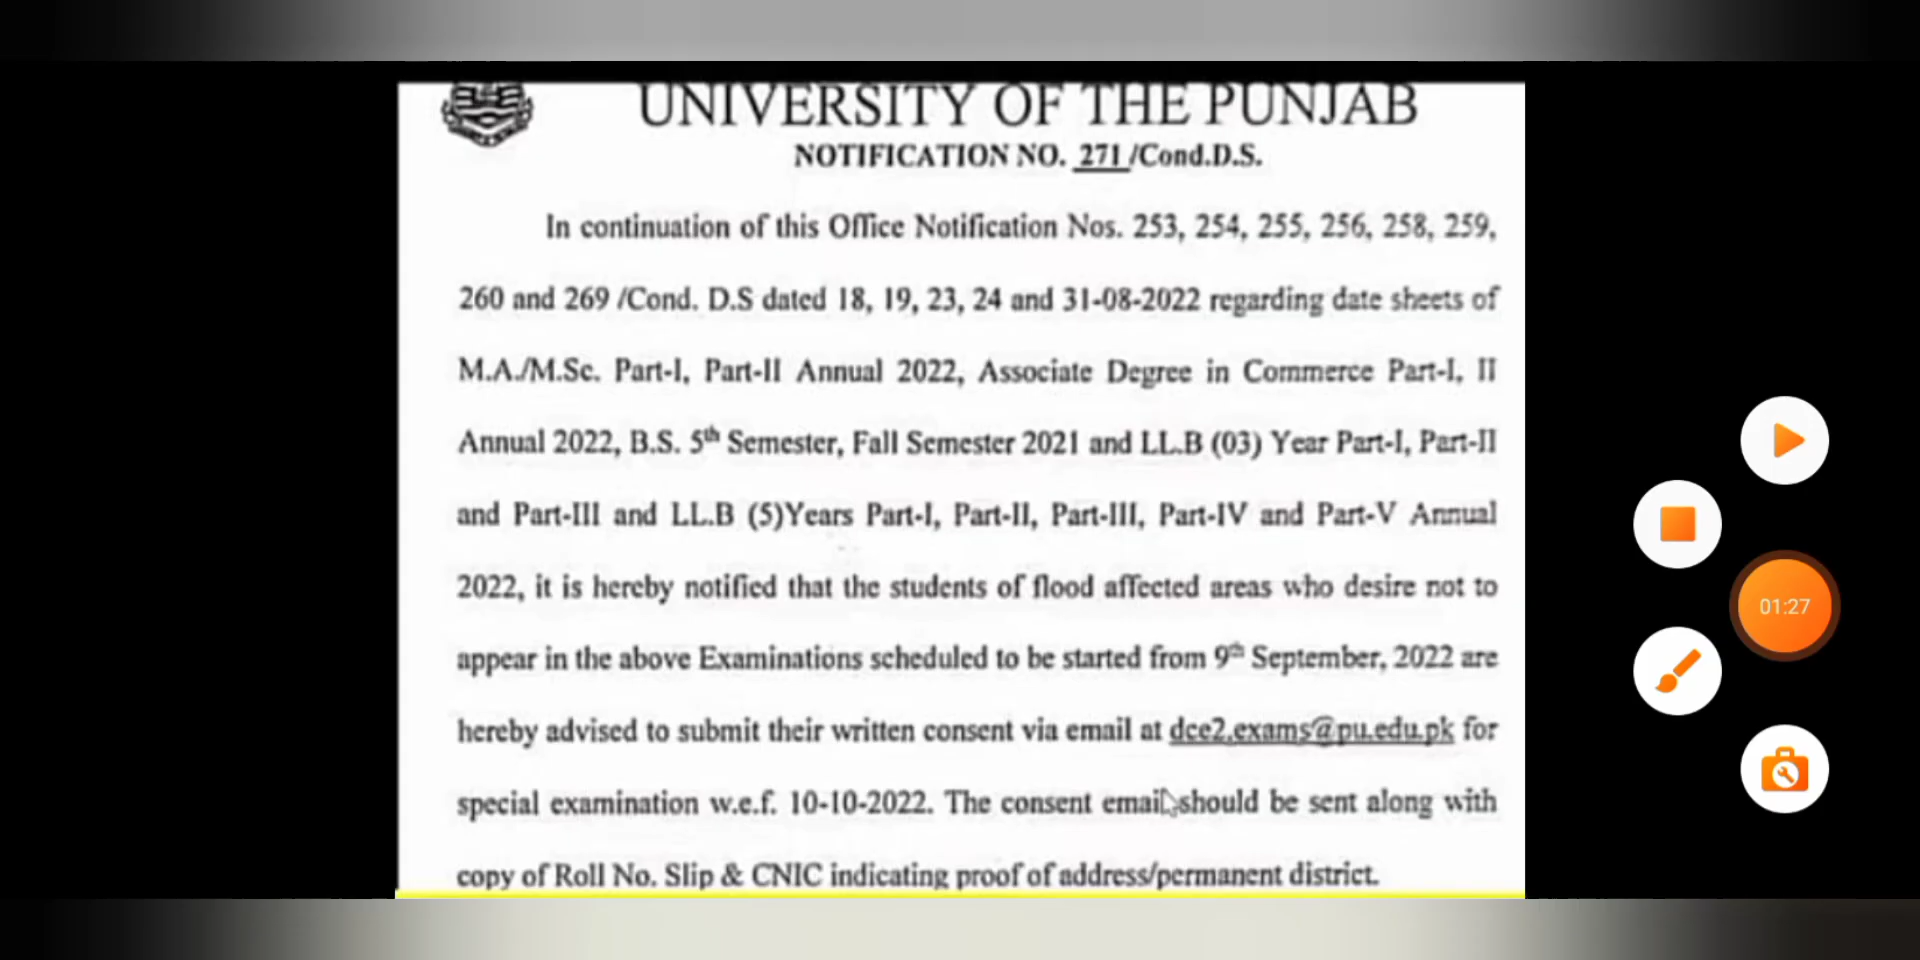 UNIVERSITY OF THE PUNJAB
NOTIFICATION NO. 271 /Cond.D.S.
In continuation of this Office Notification Nos. 253, 254, 255, 256, 258, 259,
260 and 269 /Cond. D.S dated 18, 19, 23, 24 and 31-08-2022 regarding date sheets of
M.A./M.Sc. Part-I, Part-II Annual 2022, Associate Degree in Commerce Part-I, II
Annual 2022, B.S. 5th Semester, Fall Semester 2021 and LL.B (03) Year Part-I, Part-II
and Part-III and LL.B (5)Years Part-I, Part-II, Part-III, Part-IV and Part-V Annual
2022, it is hereby notified that the students of flood affected areas who desire not to
appear in the above Examinations scheduled to be started from 9th September, 2022 are
hereby advised to submit their written consent via email at dce2.exams@pu.edu.pk for
special examination w.e.f. 10-10-2022. The consent email should be sent along with
copy of Roll No. Slip & CNIC indicating proof of address/permanent district.
01:27